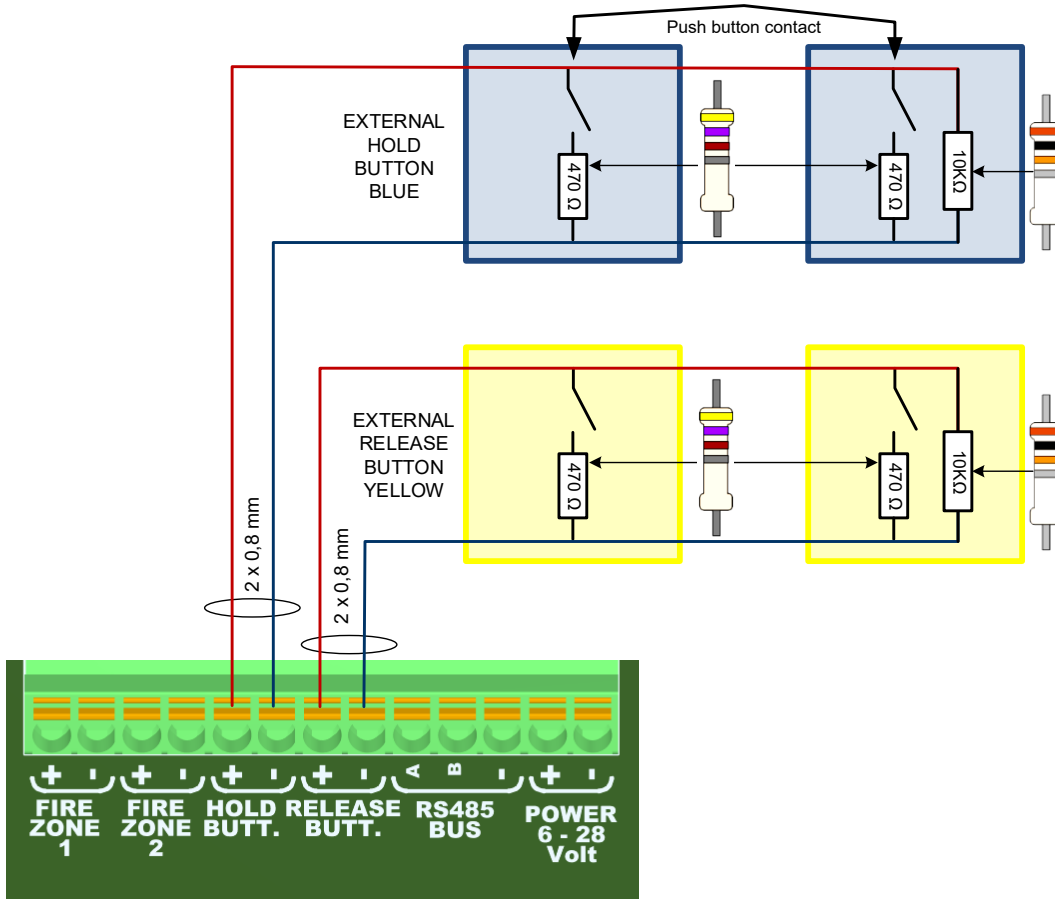 Push button contact
EXTERNAL
HOLD
BUTTON
BLUE
470 Ω
470 Ω
10KΩ
EXTERNAL
RELEASE
BUTTON
YELLOW
470 Ω
470 Ω
10KΩ
2 x 0,8 mm
2 x 0,8 mm
+ - + - + - + - A B - + -
FIRE
ZONE
1
FIRE
ZONE
2
HOLD
BUTT.
RELEASE
BUTT.
RS485
BUS
POWER
6 - 28
Volt